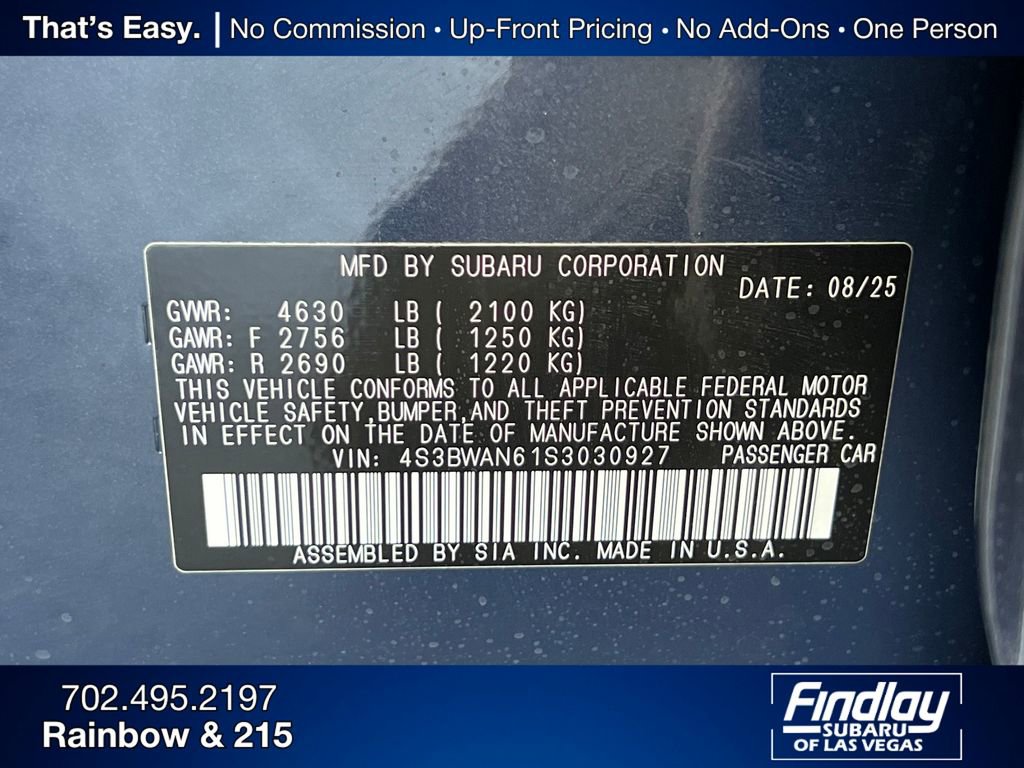 That's Easy. | No Commission • Up-Front Pricing • No Add-Ons • One Person
MFD BY SUBARU CORPORATION
DATE: 08/25
GVWR: 4630 LB ( 2100 KG)
GAWR: F 2756 LB ( 1250 KG)
GAWR: R 2690 LB ( 1220 KG)
THIS VEHICLE CONFORMS TO ALL APPLICABLE FEDERAL MOTOR
VEHICLE SAFETY,BUMPER,AND THEFT PREVENTION STANDARDS
IN EFFECT ON THE DATE OF MANUFACTURE SHOWN ABOVE.
VIN: 4S3BWAN61S3030927 PASSENGER CAR
ASSEMBLED BY SIA INC. MADE IN U.S.A.
702.495.2197
Rainbow & 215
Findlay
SUBARU
OF LAS VEGAS